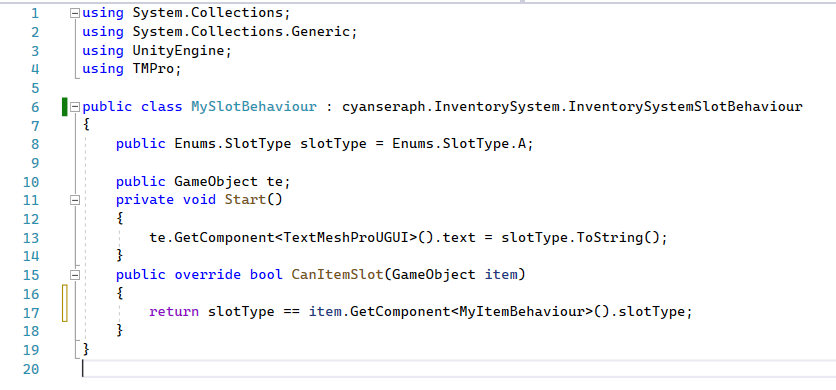 1 using System.Collections;
2 using System.Collections.Generic;
3 using UnityEngine;
4 using TMPro;
5
6 public class MySlotBehaviour : cyanseraph.InventorySystem.InventorySystemSlotBehaviour
7 {
8 public Enums.SlotType slotType = Enums.SlotType.A;
9
10 public GameObject te;
11 private void Start()
12 {
13 te.GetComponent<TextMeshProUGUI>().text = slotType.ToString();
14 }
15 public override bool CanItemSlot(GameObject item)
16 {
17 return slotType == item.GetComponent<MyItemBehaviour>().slotType;
18 }
19 }
20